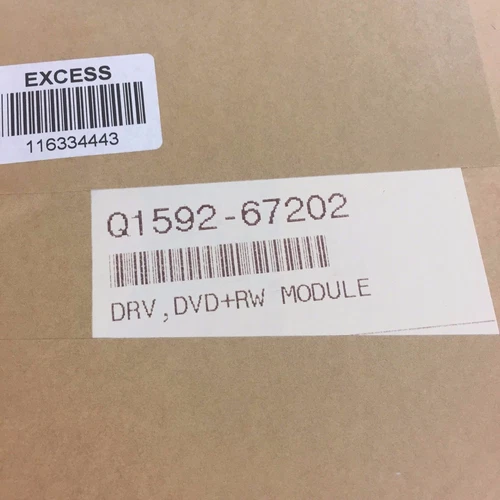 EXCESS
116334443
Q1592-67202
DRV,DVD+RW MODULE